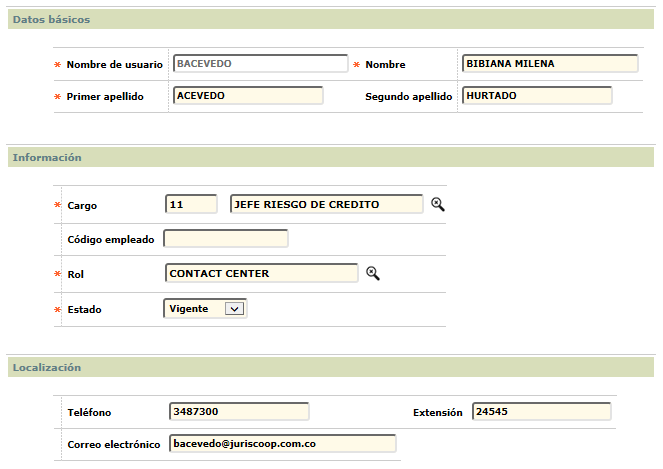 Datos básicos
* Nombre de usuario BACEVEDO * Nombre BIBIANA MILENA
* Primer apellido ACEVEDO Segundo apellido HURTADO
Información
* Cargo 11 JEFE RIESGO DE CREDITO
Código empleado
* Rol CONTACT CENTER
* Estado Vigente
Localización
Teléfono 3487300 Extensión 24545
Correo electrónico bacevedo@juriscoop.com.co